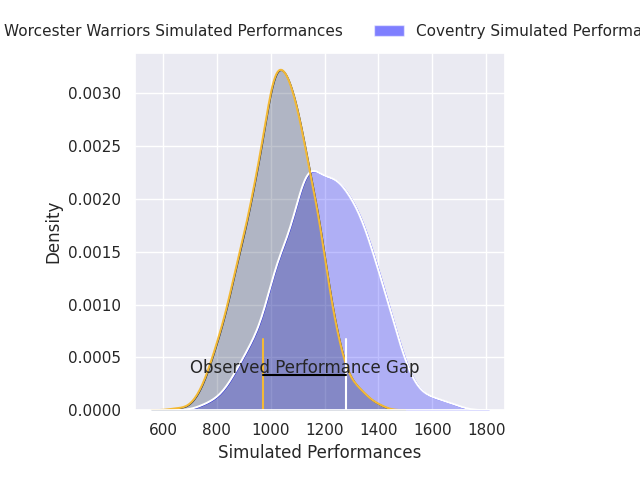 Worcester Warriors Simulated Performances
Coventry Simulated Performa
0.0030
0.0025
0.0020
0.0015
0.0010
0.0005
0.0000
Density
Observed Performance Gap
600 800 1000 1200 1400 1600 1800
Simulated Performances